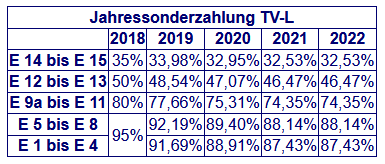 Jahressonderzahlung TV-L
2018 2019 2020 2021 2022
E 14 bis E 15 35% 33,98% 32,95% 32,53% 32,53%
E 12 bis E 13 50% 48,54% 47,07% 46,47% 46,47%
E 9a bis E 11 80% 77,66% 75,31% 74,35% 74,35%
E 5 bis E 8 95% 92,19% 89,40% 88,14% 88,14%
E 1 bis E 4 91,69% 88,91% 87,43% 87,43%